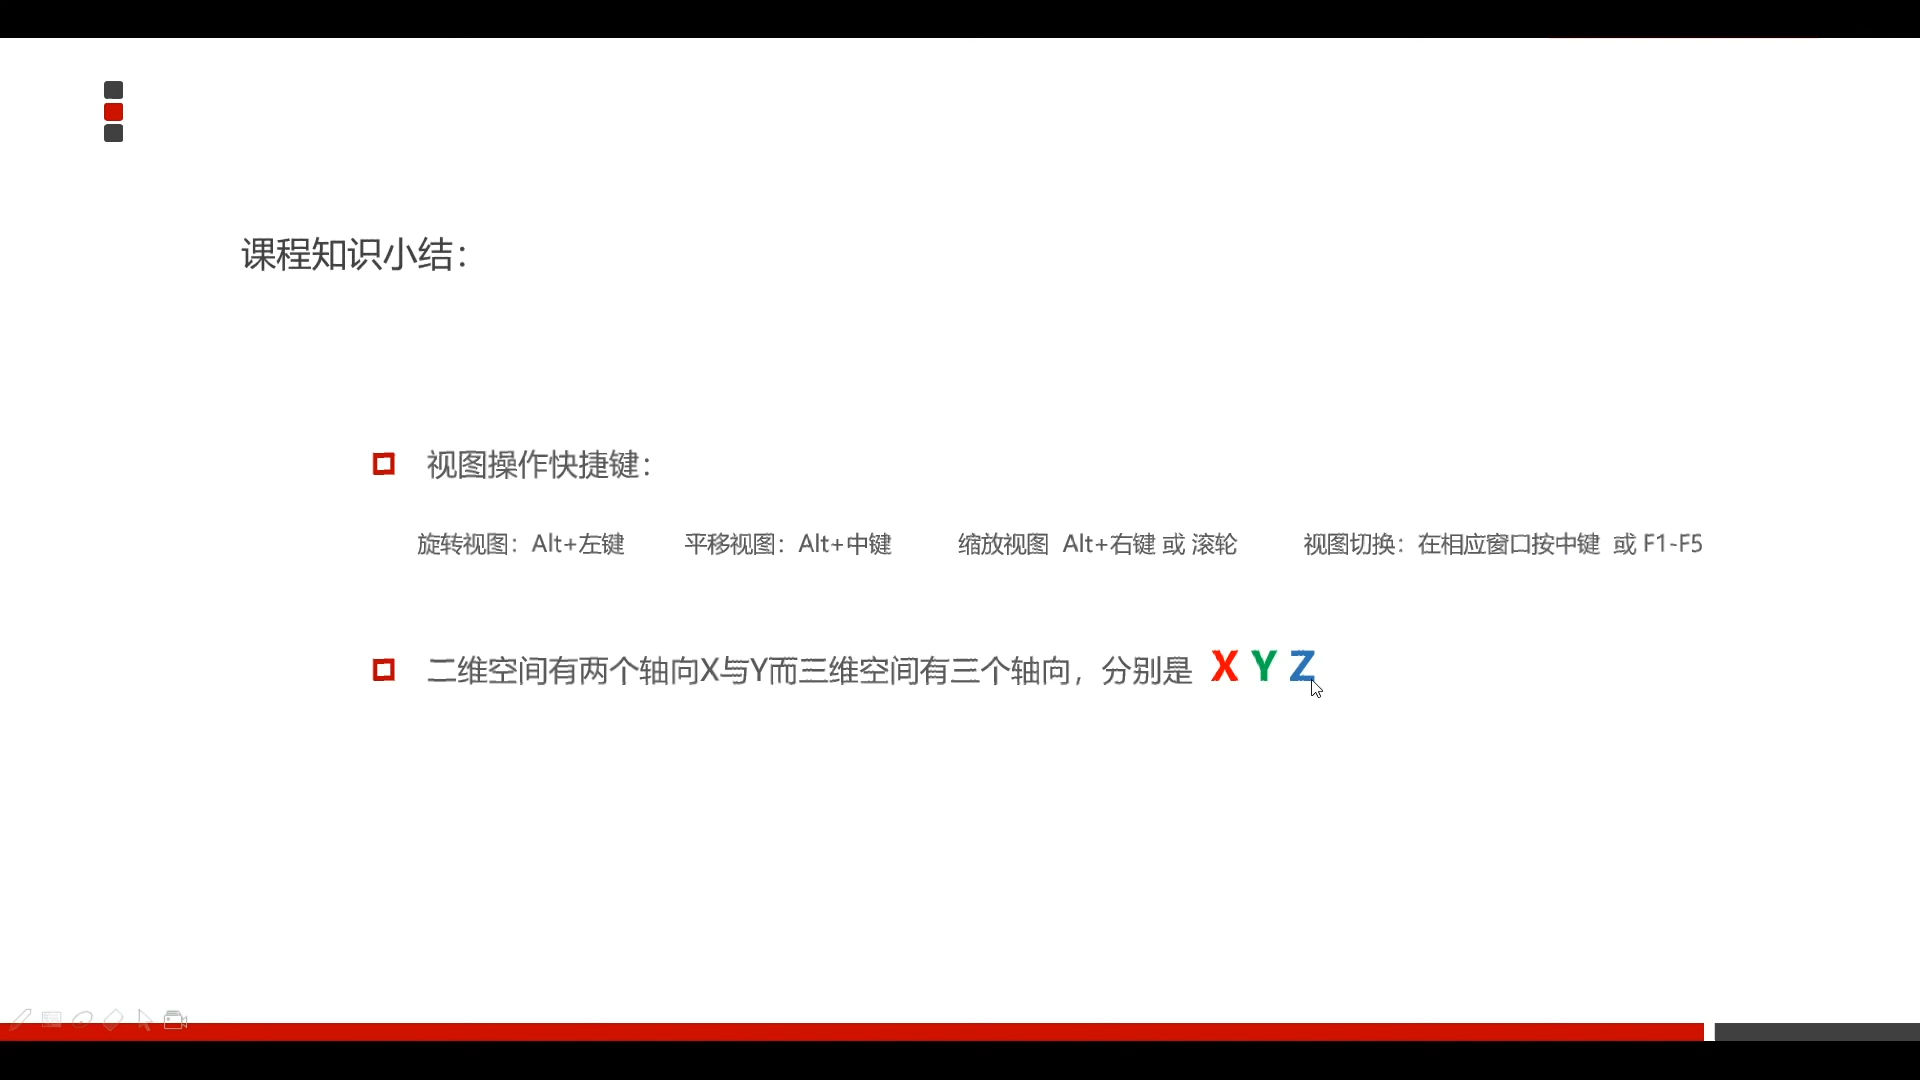 课程知识小结：
视图操作快捷键：
旋转视图：Alt+左键 平移视图：Alt+中键 缩放视图 Alt+右键 或 滚轮 视图切换：在相应窗口按中键 或 F1-F5
二维空间有两个轴向X与Y而三维空间有三个轴向，分别是 X Y Z